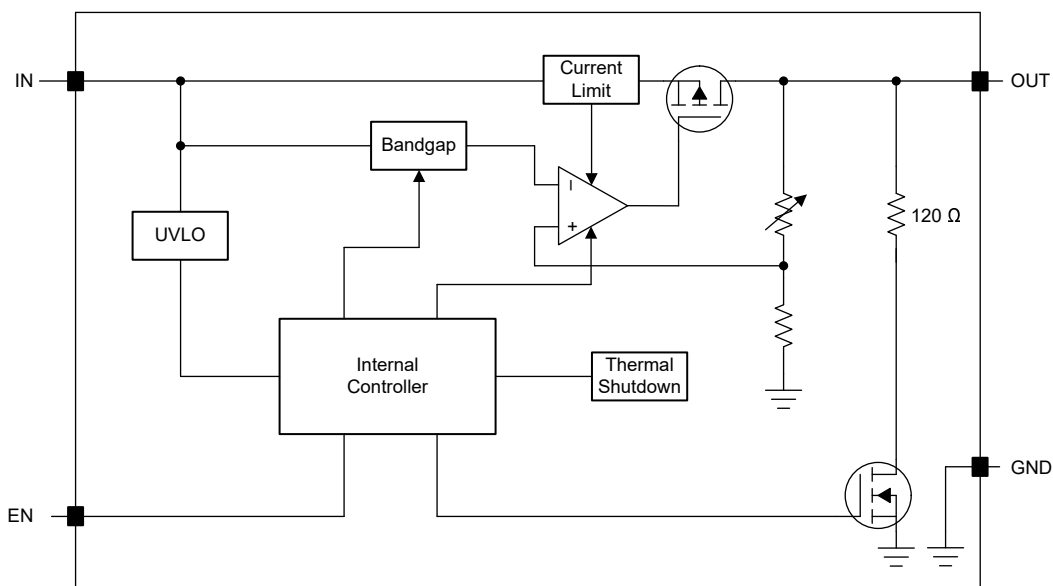 IN
Current
Limit
OUT
Bandgap
–
+
UVLO
120 Ω
Internal
Controller
Thermal
Shutdown
GND
EN